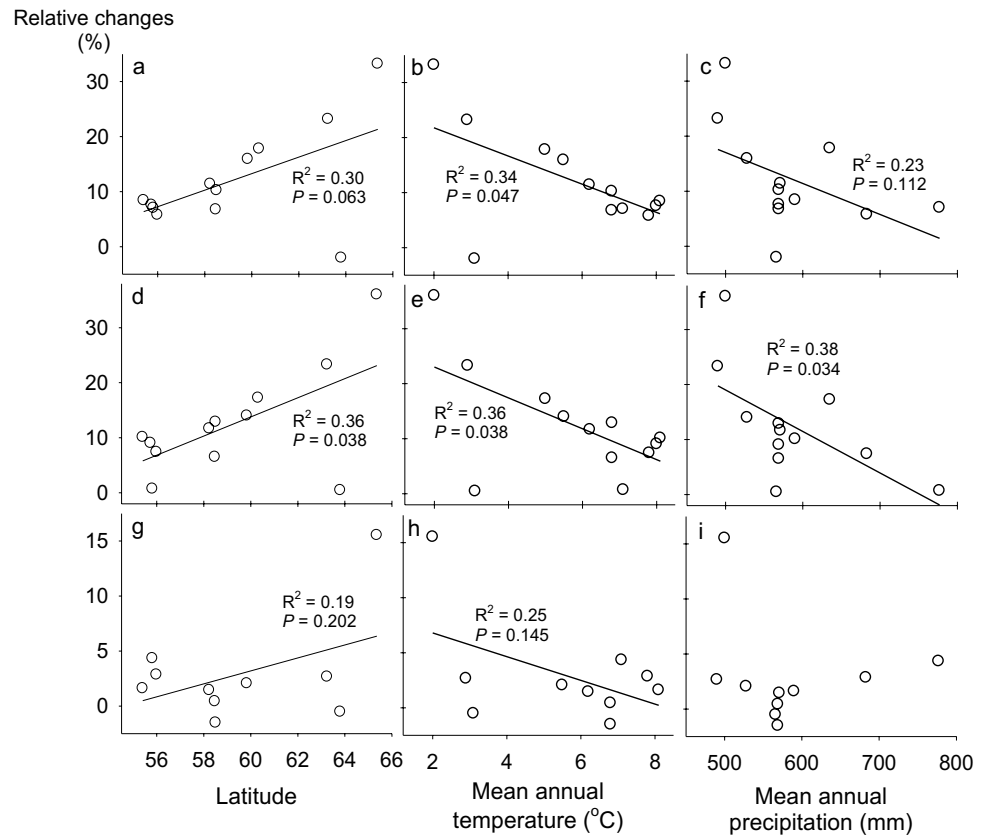 Relative changes
(%)
a
b
c
30
20
10
0
R² = 0.30
P = 0.063
R² = 0.34
P = 0.047
R² = 0.23
P = 0.112
d
e
f
30
20
10
0
R² = 0.36
P = 0.038
R² = 0.36
P = 0.038
R² = 0.38
P = 0.034
g
h
i
15
10
5
0
R² = 0.19
P = 0.202
R² = 0.25
P = 0.145
56 58 60 62 64 66
2 4 6 8
500 600 700 800
Latitude
Mean annual
temperature (°C)
Mean annual
precipitation (mm)